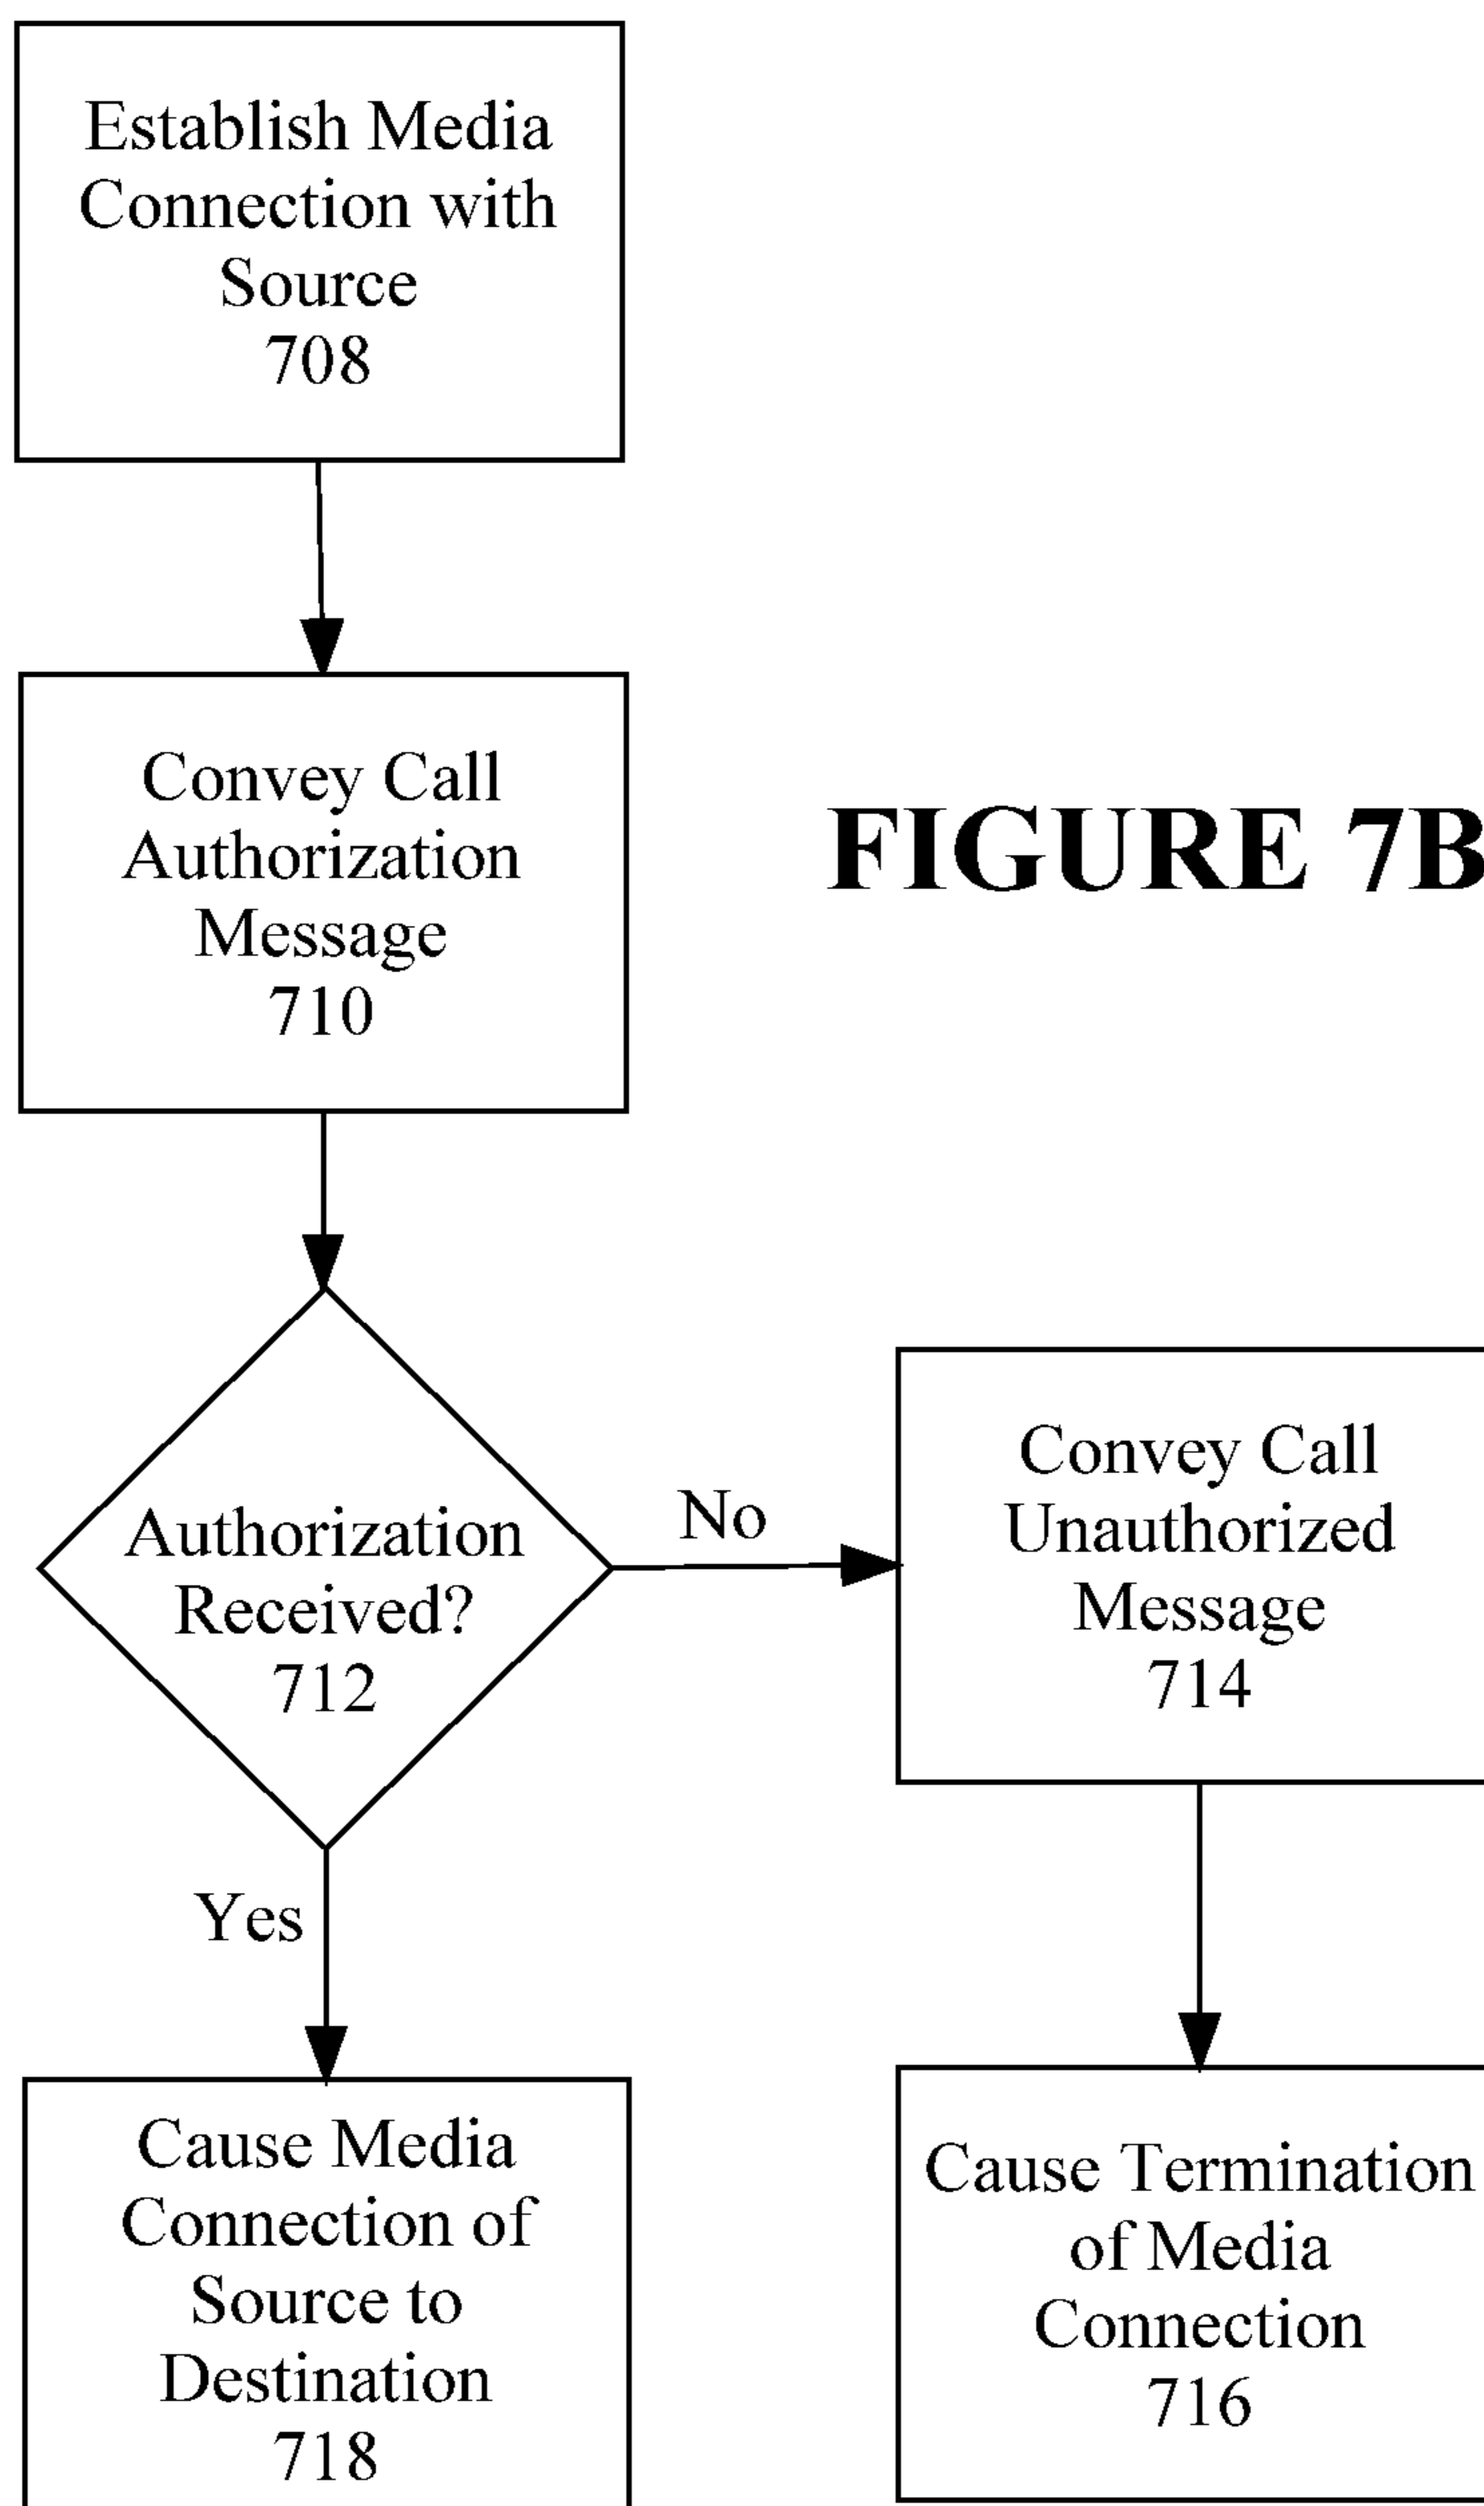 Establish Media
Connection with
Source
708
Convey Call
Authorization
Message
710
FIGURE 7B
Authorization
Received?
712
No
Convey Call
Unauthorized
Message
714
Yes
Cause Media
Connection of
Source to
Destination
718
Cause Termination
of Media
Connection
716